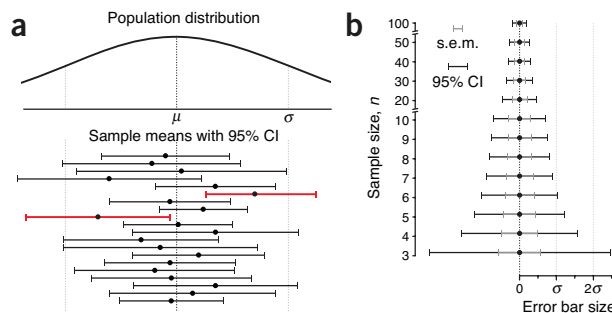 a
Population distribution
μ
σ
Sample means with 95% CI
b
s.e.m.
95% CI
Sample size, n
100
50
40
30
20
10
9
8
7
6
5
4
3
0
σ
2σ
Error bar size